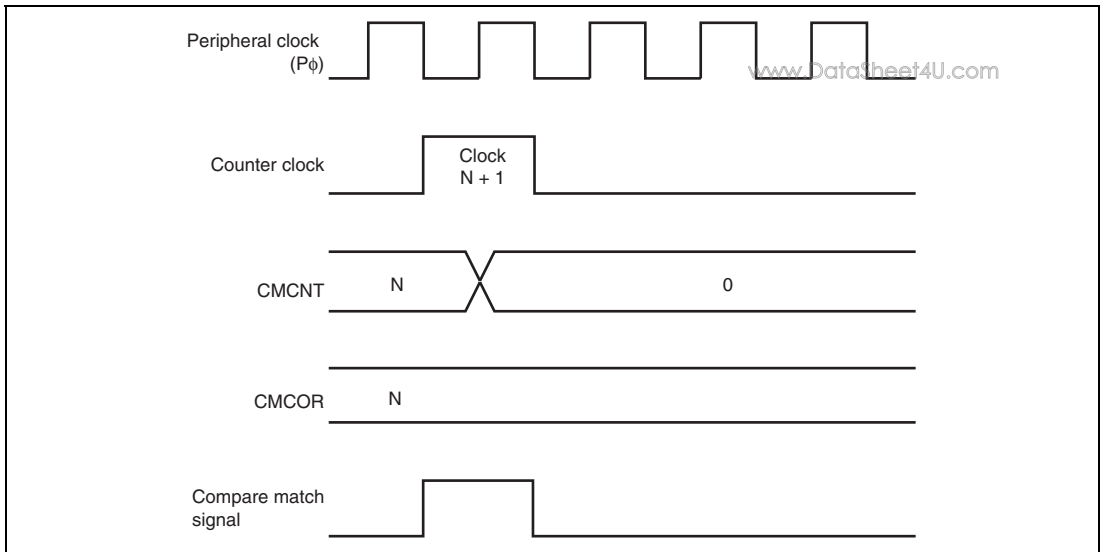 Peripheral clock
(Pϕ)
www.DataSheet4U.com
Counter clock
Clock
N + 1
CMCNT
N
0
CMCOR
N
Compare match
signal